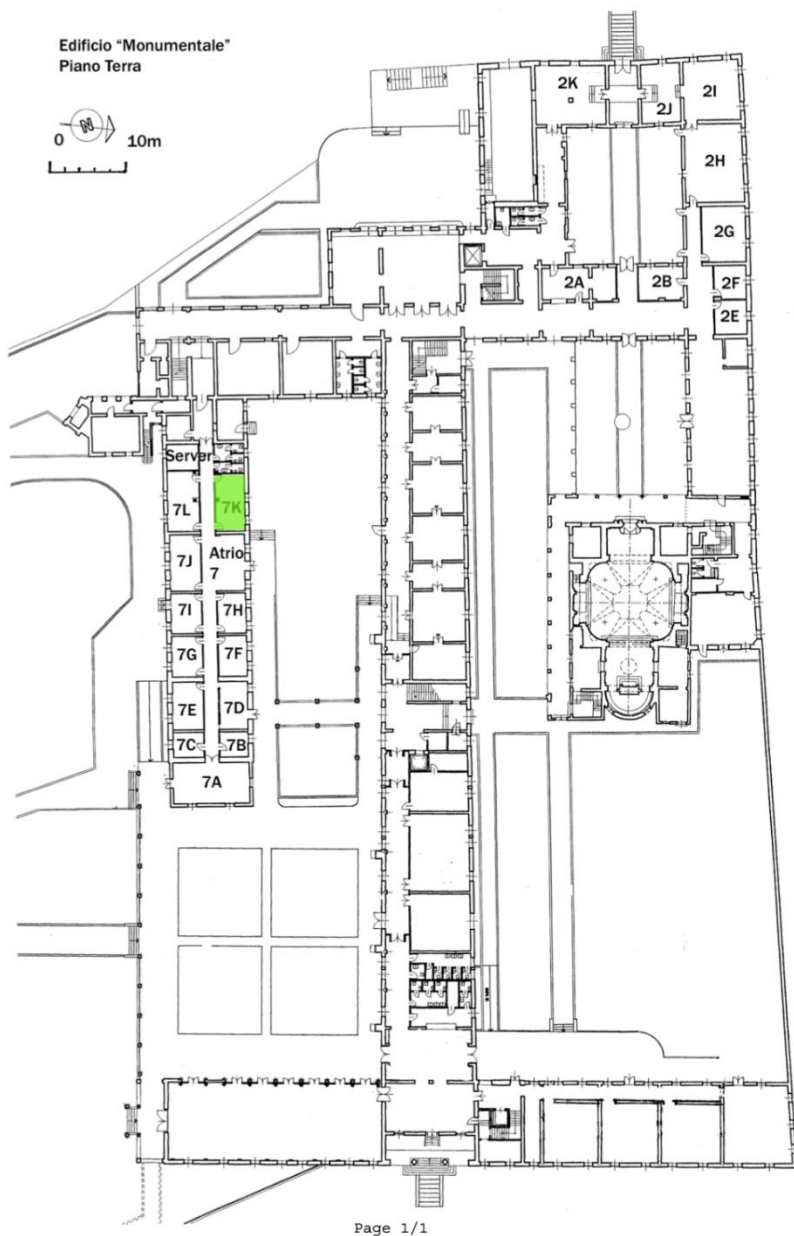 Edificio “Monumentale”
Piano Terra
0 N 10m
2K
2J
2I
2H
2G
2A
2B
2F
2E
Server
7L
7K
7J
Atrio
7
7I
7H
7G
7F
7E
7D
7C
7B
7A
Page 1/1